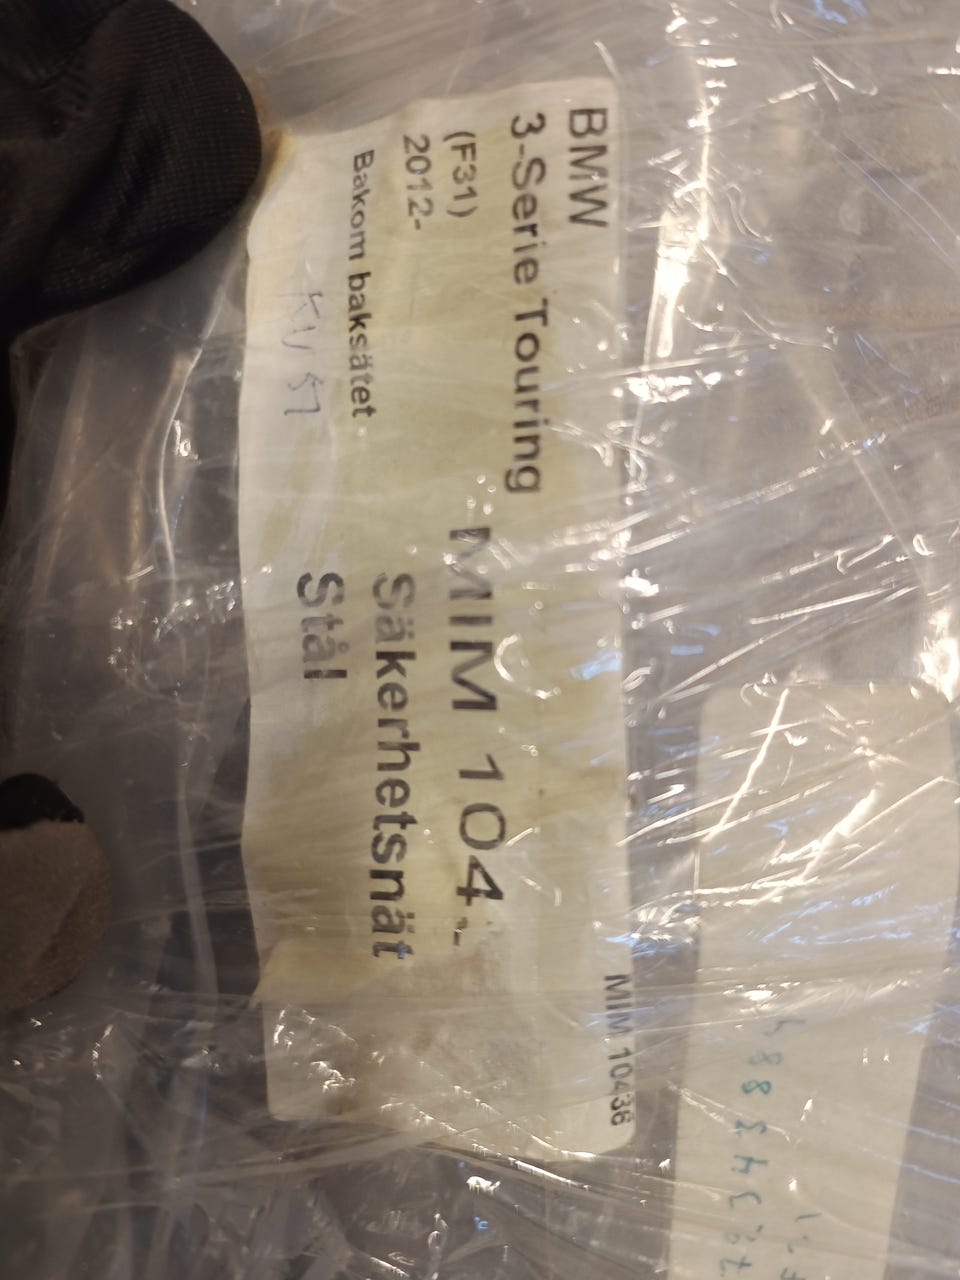 BMW
3-Serie Touring
(F31)
2012-
Bakom baksätet
MIM 10436
MIM 104
Säkerhetsnät
Stål